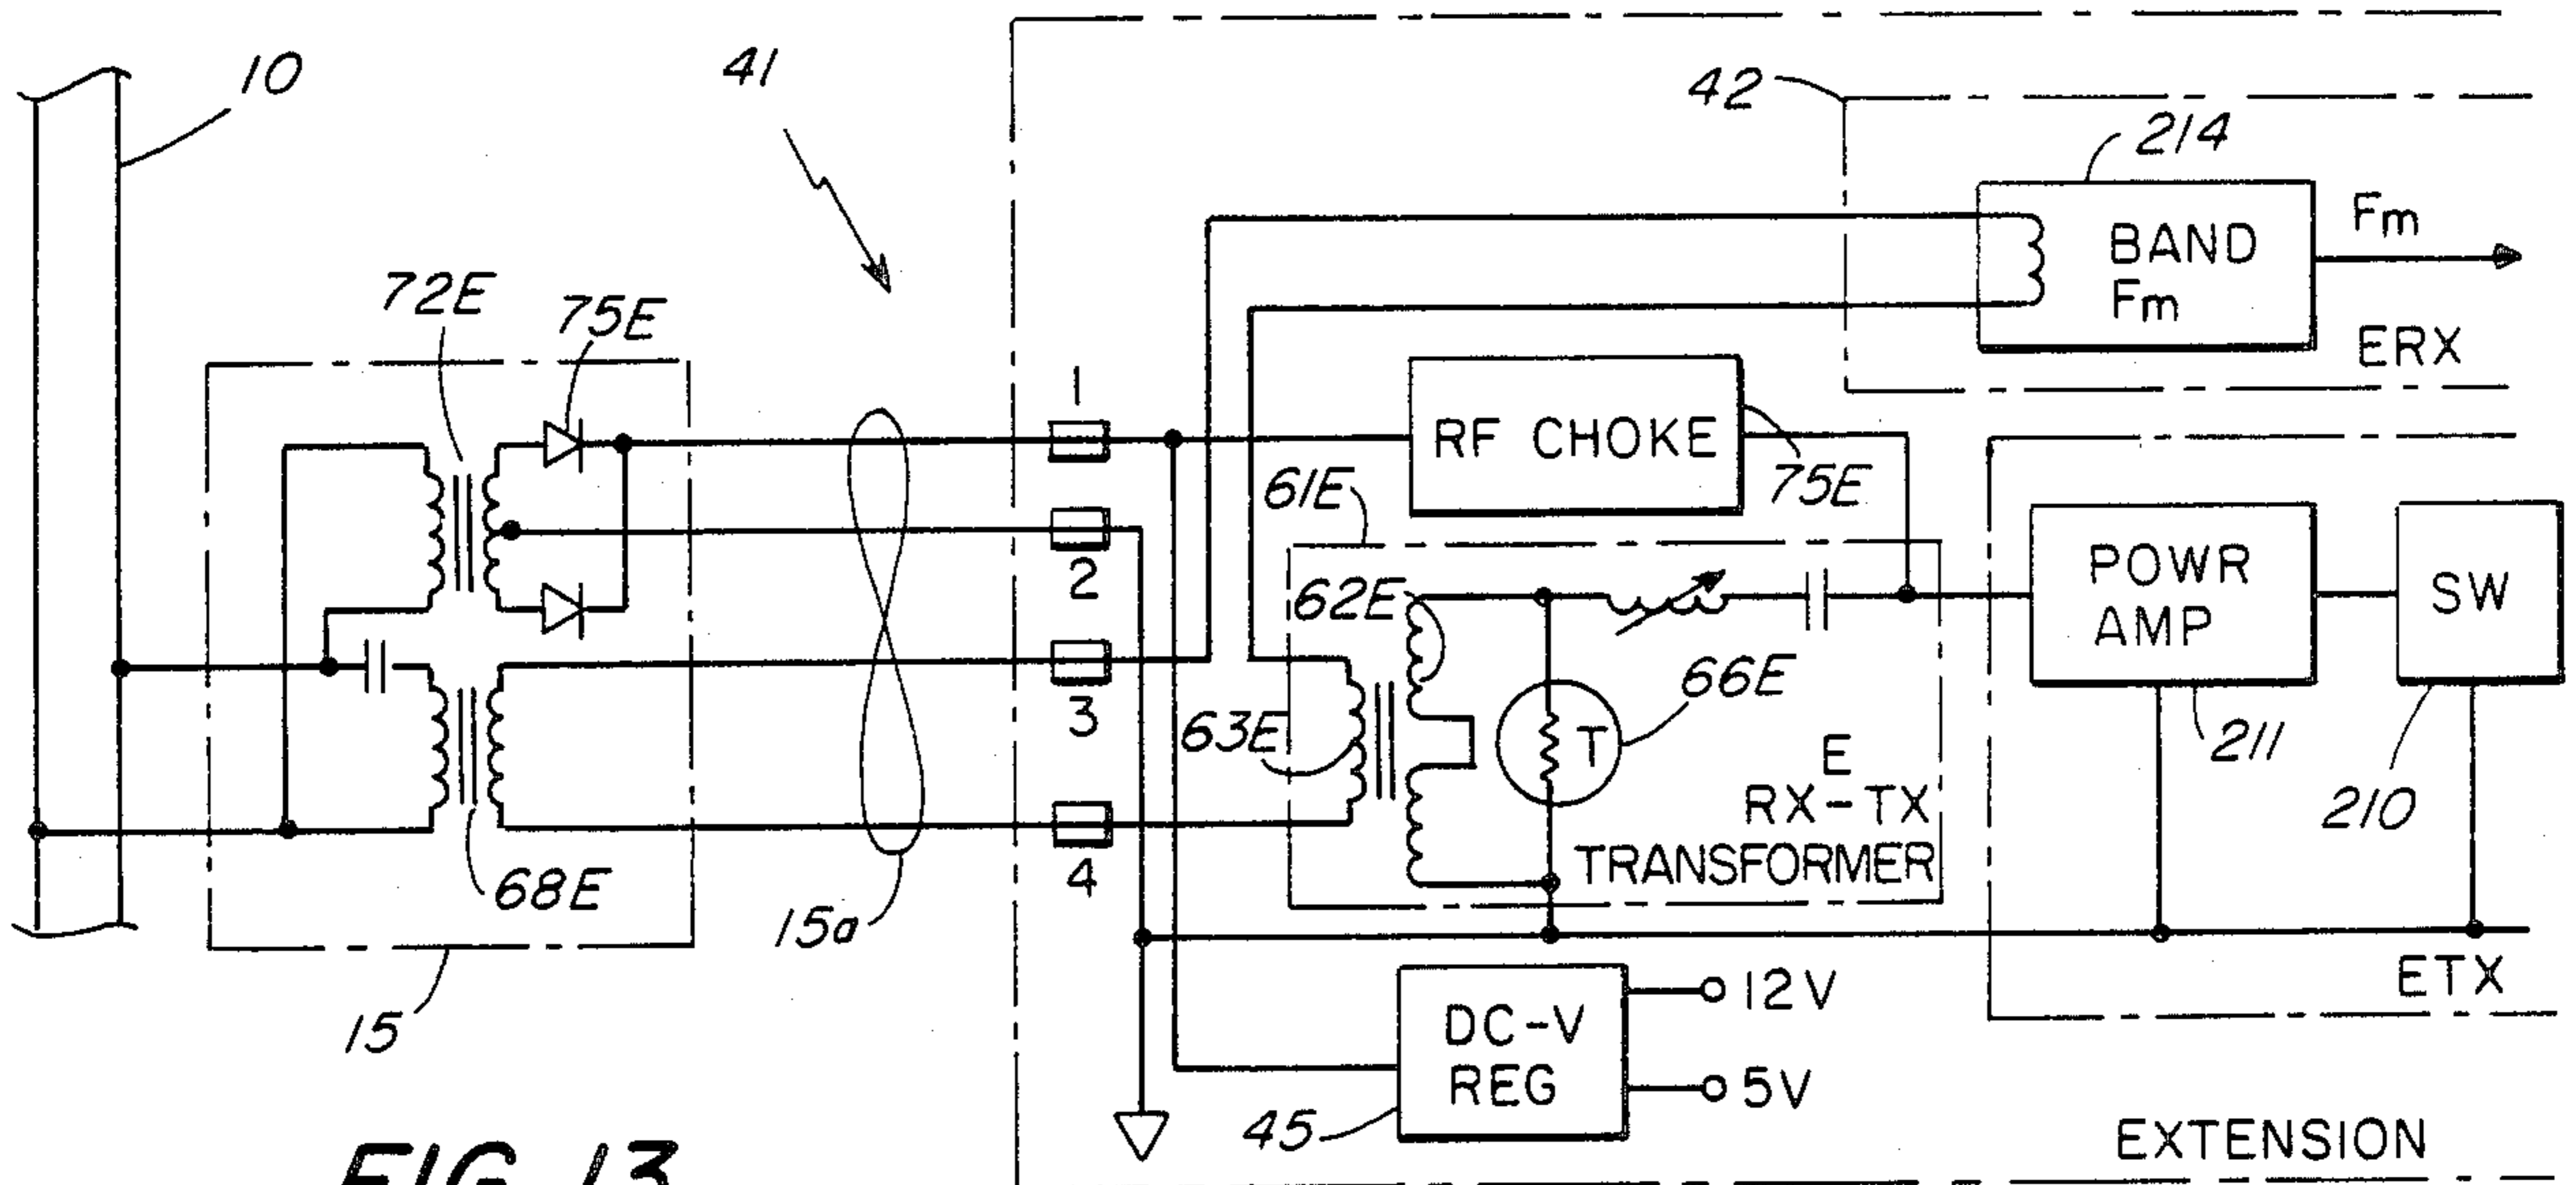 10
41
42
214
BAND
Fm
Fm
ERX
72E
75E
1
RF CHOKE
75E
61E
2
62E
POWR
AMP
SW
66E
3
63E
T
E
RX-TX
TRANSFORMER
211
210
4
68E
15a
15
ETX
DC-V
REG
12V
5V
45
EXTENSION
FIG 13